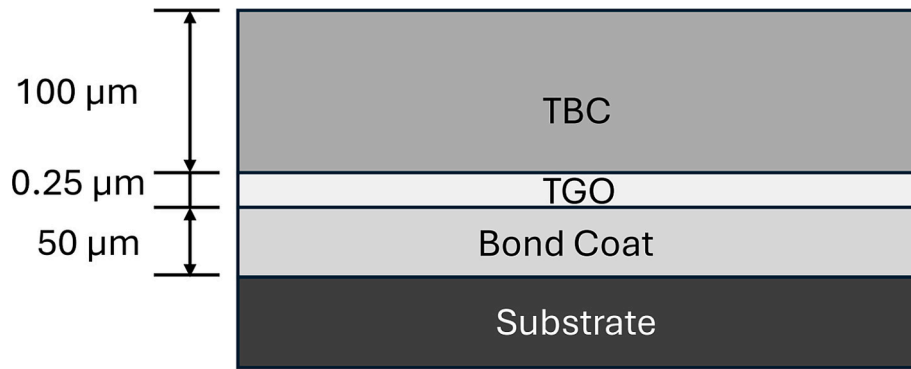 100 µm
TBC
0.25 µm
TGO
50 µm
Bond Coat
Substrate